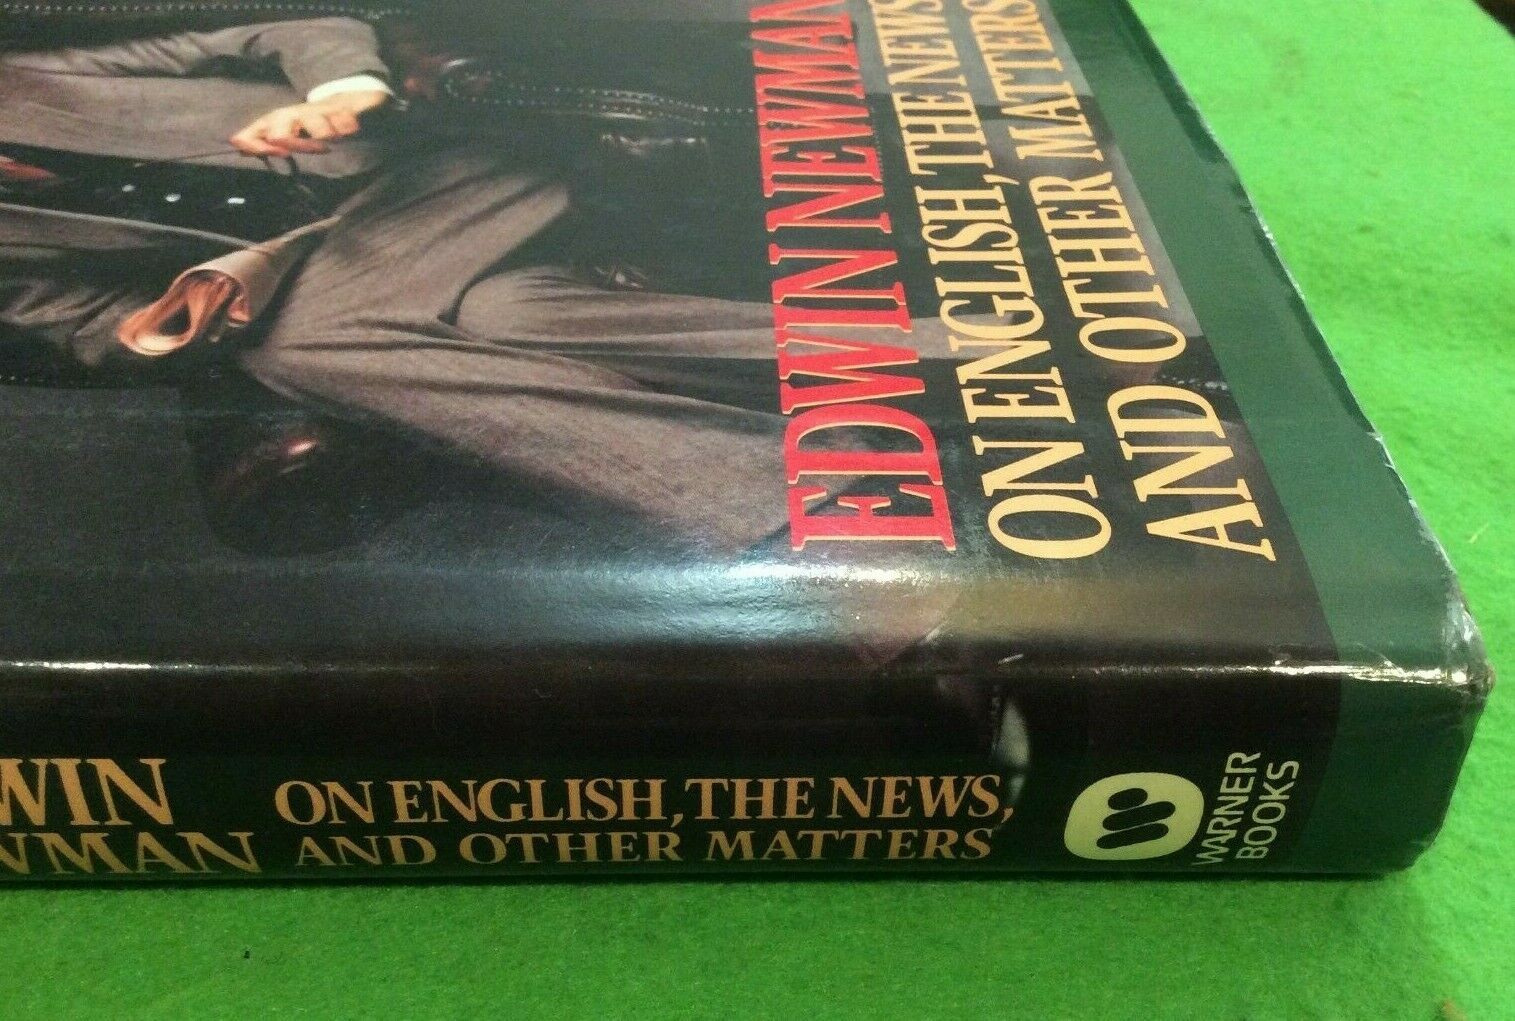 EDWIN NEWMAN
ON ENGLISH, THE NEWS
AND OTHER MATTERS
WIN
WMAN
ON ENGLISH, THE NEWS,
AND OTHER MATTERS
WARNER
BOOKS